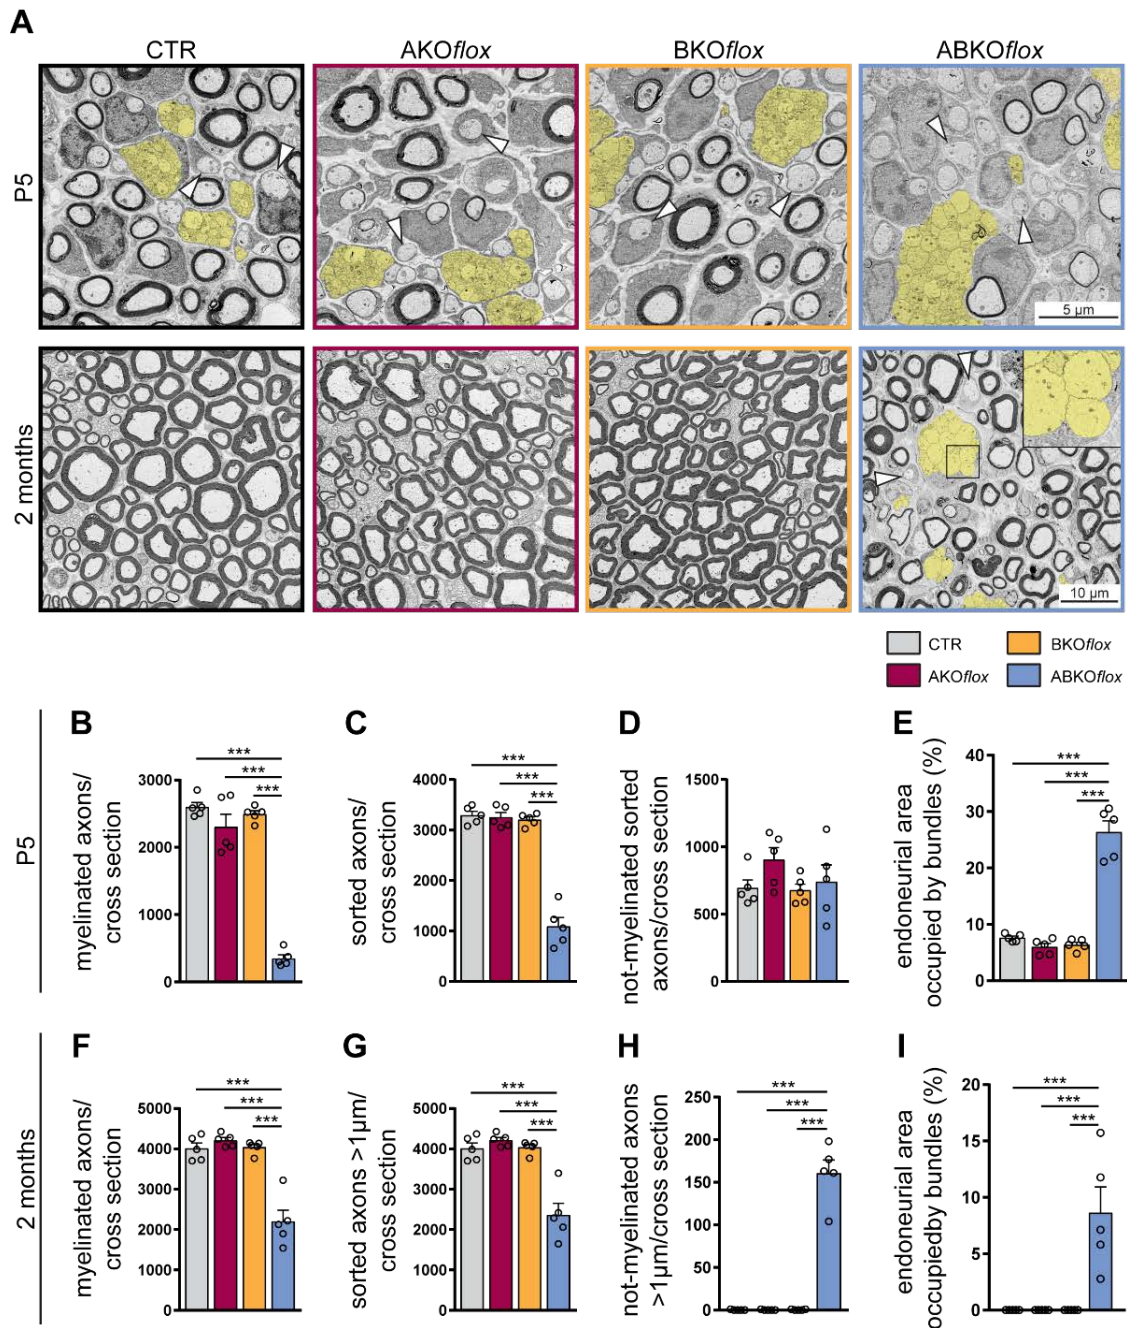 A
CTR AKOflox BKOflox ABKOflox
P5
5 µm
2 months
10 µm
CTR BKOflox
AKOflox ABKOflox
P5
B
myelinated axons/
cross section
3000
2000
1000
0
***
***
***
C
sorted axons/
cross section
4000
3000
2000
1000
0
***
***
***
D
not-myelinated sorted
axons/cross section
1500
1000
500
0
E
endoneurial area
occupied by bundles (%)
40
30
20
10
0
***
***
***
2 months
F
myelinated axons/
cross section
5000
4000
3000
2000
1000
0
***
***
***
G
sorted axons >1µm/
cross section
5000
4000
3000
2000
1000
0
***
***
***
H
not-myelinated axons
>1µm/cross section
250
200
150
100
50
0
***
***
***
I
endoneurial area
occupiedby bundles (%)
20
15
10
5
0
***
***
***